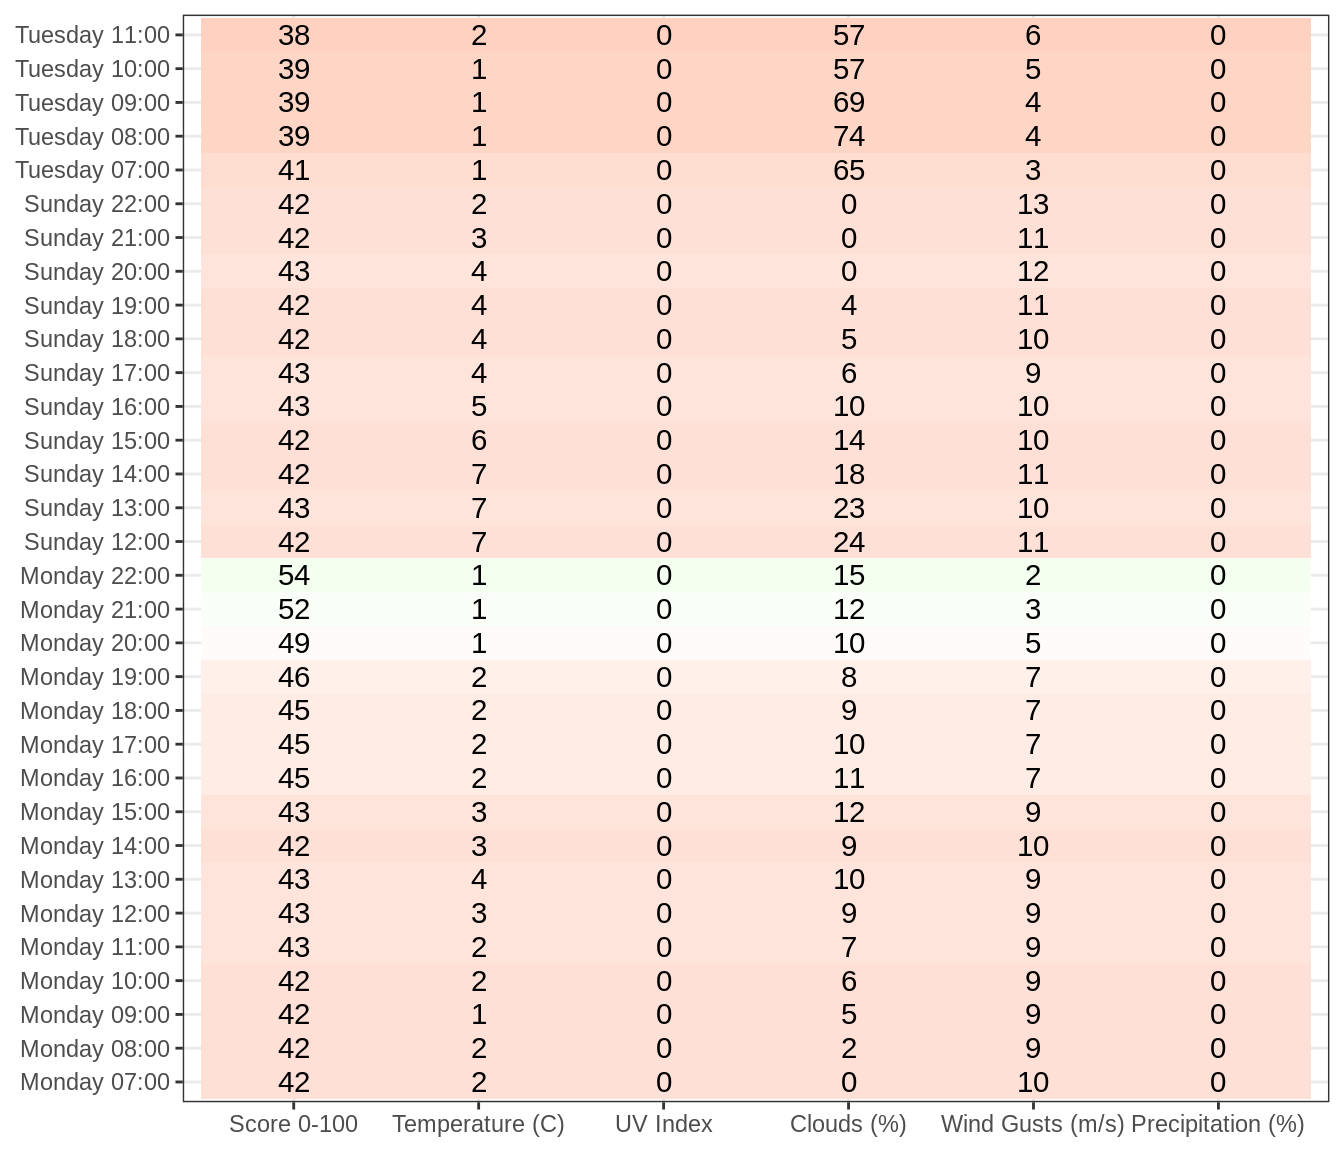 Tuesday 11:00 38 2 0 57 6 0
Tuesday 10:00 39 1 0 57 5 0
Tuesday 09:00 39 1 0 69 4 0
Tuesday 08:00 39 1 0 74 4 0
Tuesday 07:00 41 1 0 65 3 0
Sunday 22:00 42 2 0 0 13 0
Sunday 21:00 42 3 0 0 11 0
Sunday 20:00 43 4 0 0 12 0
Sunday 19:00 42 4 0 4 11 0
Sunday 18:00 42 4 0 5 10 0
Sunday 17:00 43 4 0 6 9 0
Sunday 16:00 43 5 0 10 10 0
Sunday 15:00 42 6 0 14 10 0
Sunday 14:00 42 7 0 18 11 0
Sunday 13:00 43 7 0 23 10 0
Sunday 12:00 42 7 0 24 11 0
Monday 22:00 54 1 0 15 2 0
Monday 21:00 52 1 0 12 3 0
Monday 20:00 49 1 0 10 5 0
Monday 19:00 46 2 0 8 7 0
Monday 18:00 45 2 0 9 7 0
Monday 17:00 45 2 0 10 7 0
Monday 16:00 45 2 0 11 7 0
Monday 15:00 43 3 0 12 9 0
Monday 14:00 42 3 0 9 10 0
Monday 13:00 43 4 0 10 9 0
Monday 12:00 43 3 0 9 9 0
Monday 11:00 43 2 0 7 9 0
Monday 10:00 42 2 0 6 9 0
Monday 09:00 42 1 0 5 9 0
Monday 08:00 42 2 0 2 9 0
Monday 07:00 42 2 0 0 10 0
Score 0-100 Temperature (C) UV Index Clouds (%) Wind Gusts (m/s) Precipitation (%)